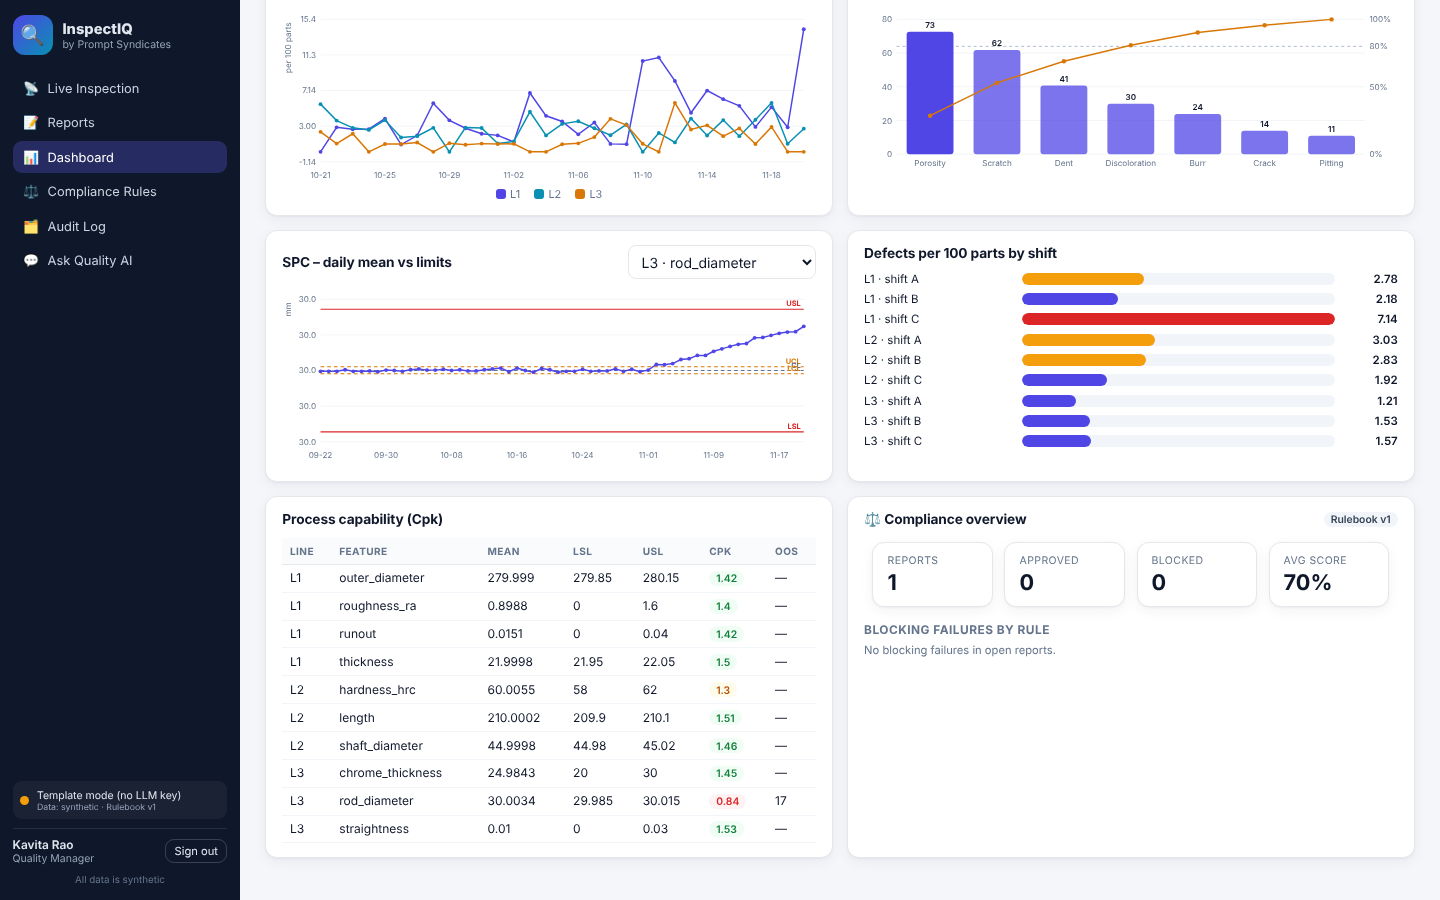 InspectIQ
by Prompt Syndicates
Live Inspection
Reports
Dashboard
Compliance Rules
Audit Log
Ask Quality AI
Template mode (no LLM key)
Data: synthetic · Rulebook v1
Kavita Rao
Quality Manager
Sign out
All data is synthetic
per 100 parts
15.4
11.3
7.14
3.00
-1.14
10-21 10-25 10-29 11-02 11-06 11-10 11-14 11-18
L1 L2 L3
80
60
40
20
0
100%
80%
50%
0%
73 62 41 30 24 14 11
Porosity Scratch Dent Discoloration Burr Crack Pitting
SPC – daily mean vs limits
L3 · rod_diameter
mm
30.0
30.0
30.0
30.0
30.0
USL
UCL
LSL
09-22 09-30 10-08 10-16 10-24 11-01 11-09 11-17
Defects per 100 parts by shift
L1 · shift A 2.78
L1 · shift B 2.18
L1 · shift C 7.14
L2 · shift A 3.03
L2 · shift B 2.83
L2 · shift C 1.92
L3 · shift A 1.21
L3 · shift B 1.53
L3 · shift C 1.57
Process capability (Cpk)
LINE FEATURE MEAN LSL USL CPK OOS
L1 outer_diameter 279.999 279.85 280.15 1.42 —
L1 roughness_ra 0.8988 0 1.6 1.4 —
L1 runout 0.0151 0 0.04 1.42 —
L1 thickness 21.9998 21.95 22.05 1.5 —
L2 hardness_hrc 60.0055 58 62 1.3 —
L2 length 210.0002 209.9 210.1 1.51 —
L2 shaft_diameter 44.9998 44.98 45.02 1.46 —
L3 chrome_thickness 24.9843 20 30 1.45 —
L3 rod_diameter 30.0034 29.985 30.015 0.84 17
L3 straightness 0.01 0 0.03 1.53 —
Compliance overview
Rulebook v1
REPORTS
1
APPROVED
0
BLOCKED
0
AVG SCORE
70%
BLOCKING FAILURES BY RULE
No blocking failures in open reports.